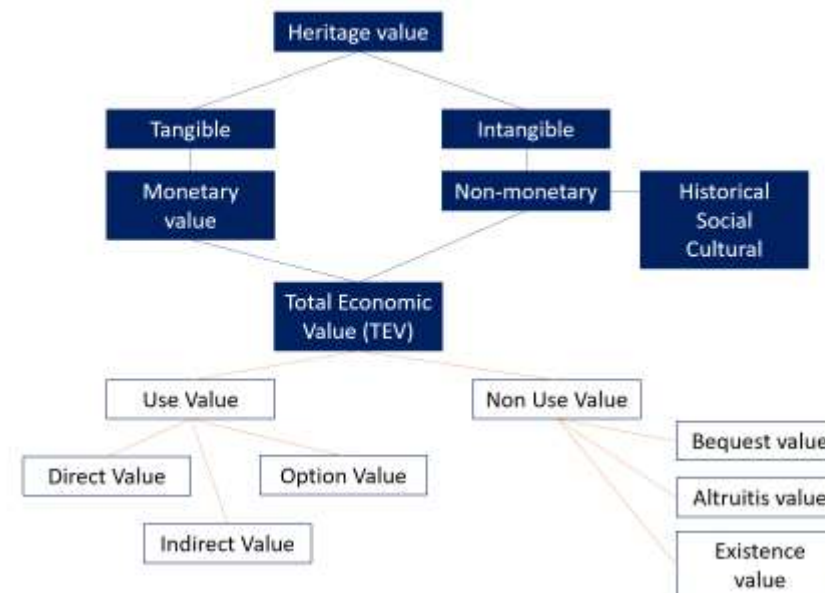 Heritage value
Tangible
Intangible
Monetary
value
Non-monetary
Historical
Social
Cultural
Total Economic
Value (TEV)
Use Value
Non Use Value
Bequest value
Direct Value
Option Value
Altruitis value
Indirect Value
Existence
value